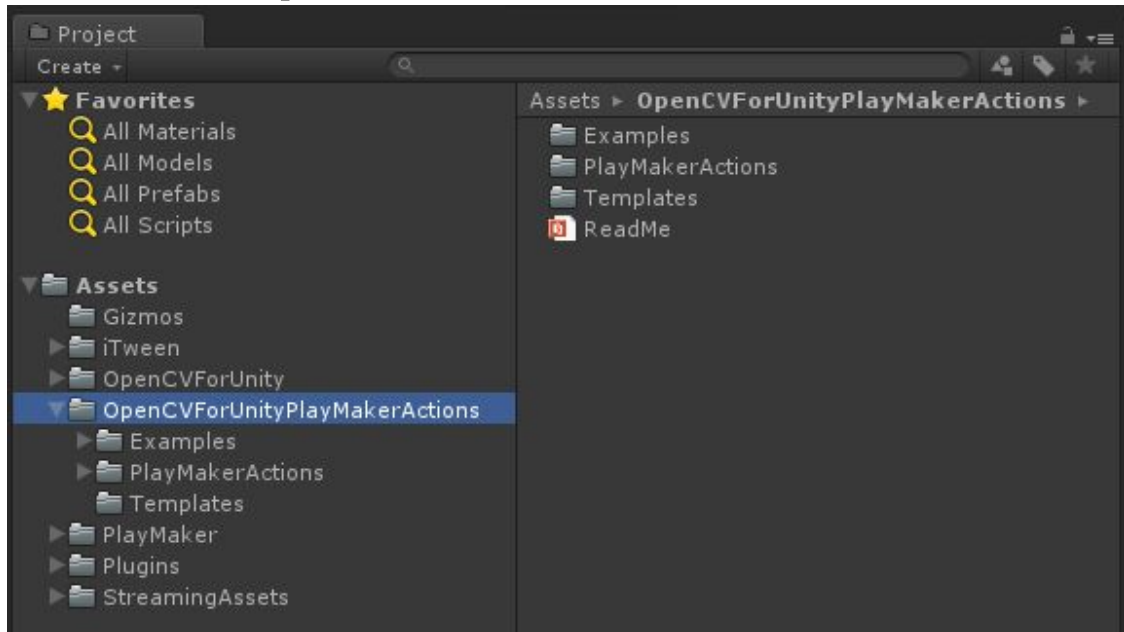 Project
Create
Favorites
All Materials
All Models
All Prefabs
All Scripts
Assets
Gizmos
iTween
OpenCVForUnity
OpenCVForUnityPlayMakerActions
Examples
PlayMakerActions
Templates
PlayMaker
Plugins
StreamingAssets
Assets ▸ OpenCVForUnityPlayMakerActions ▸
Examples
PlayMakerActions
Templates
ReadMe